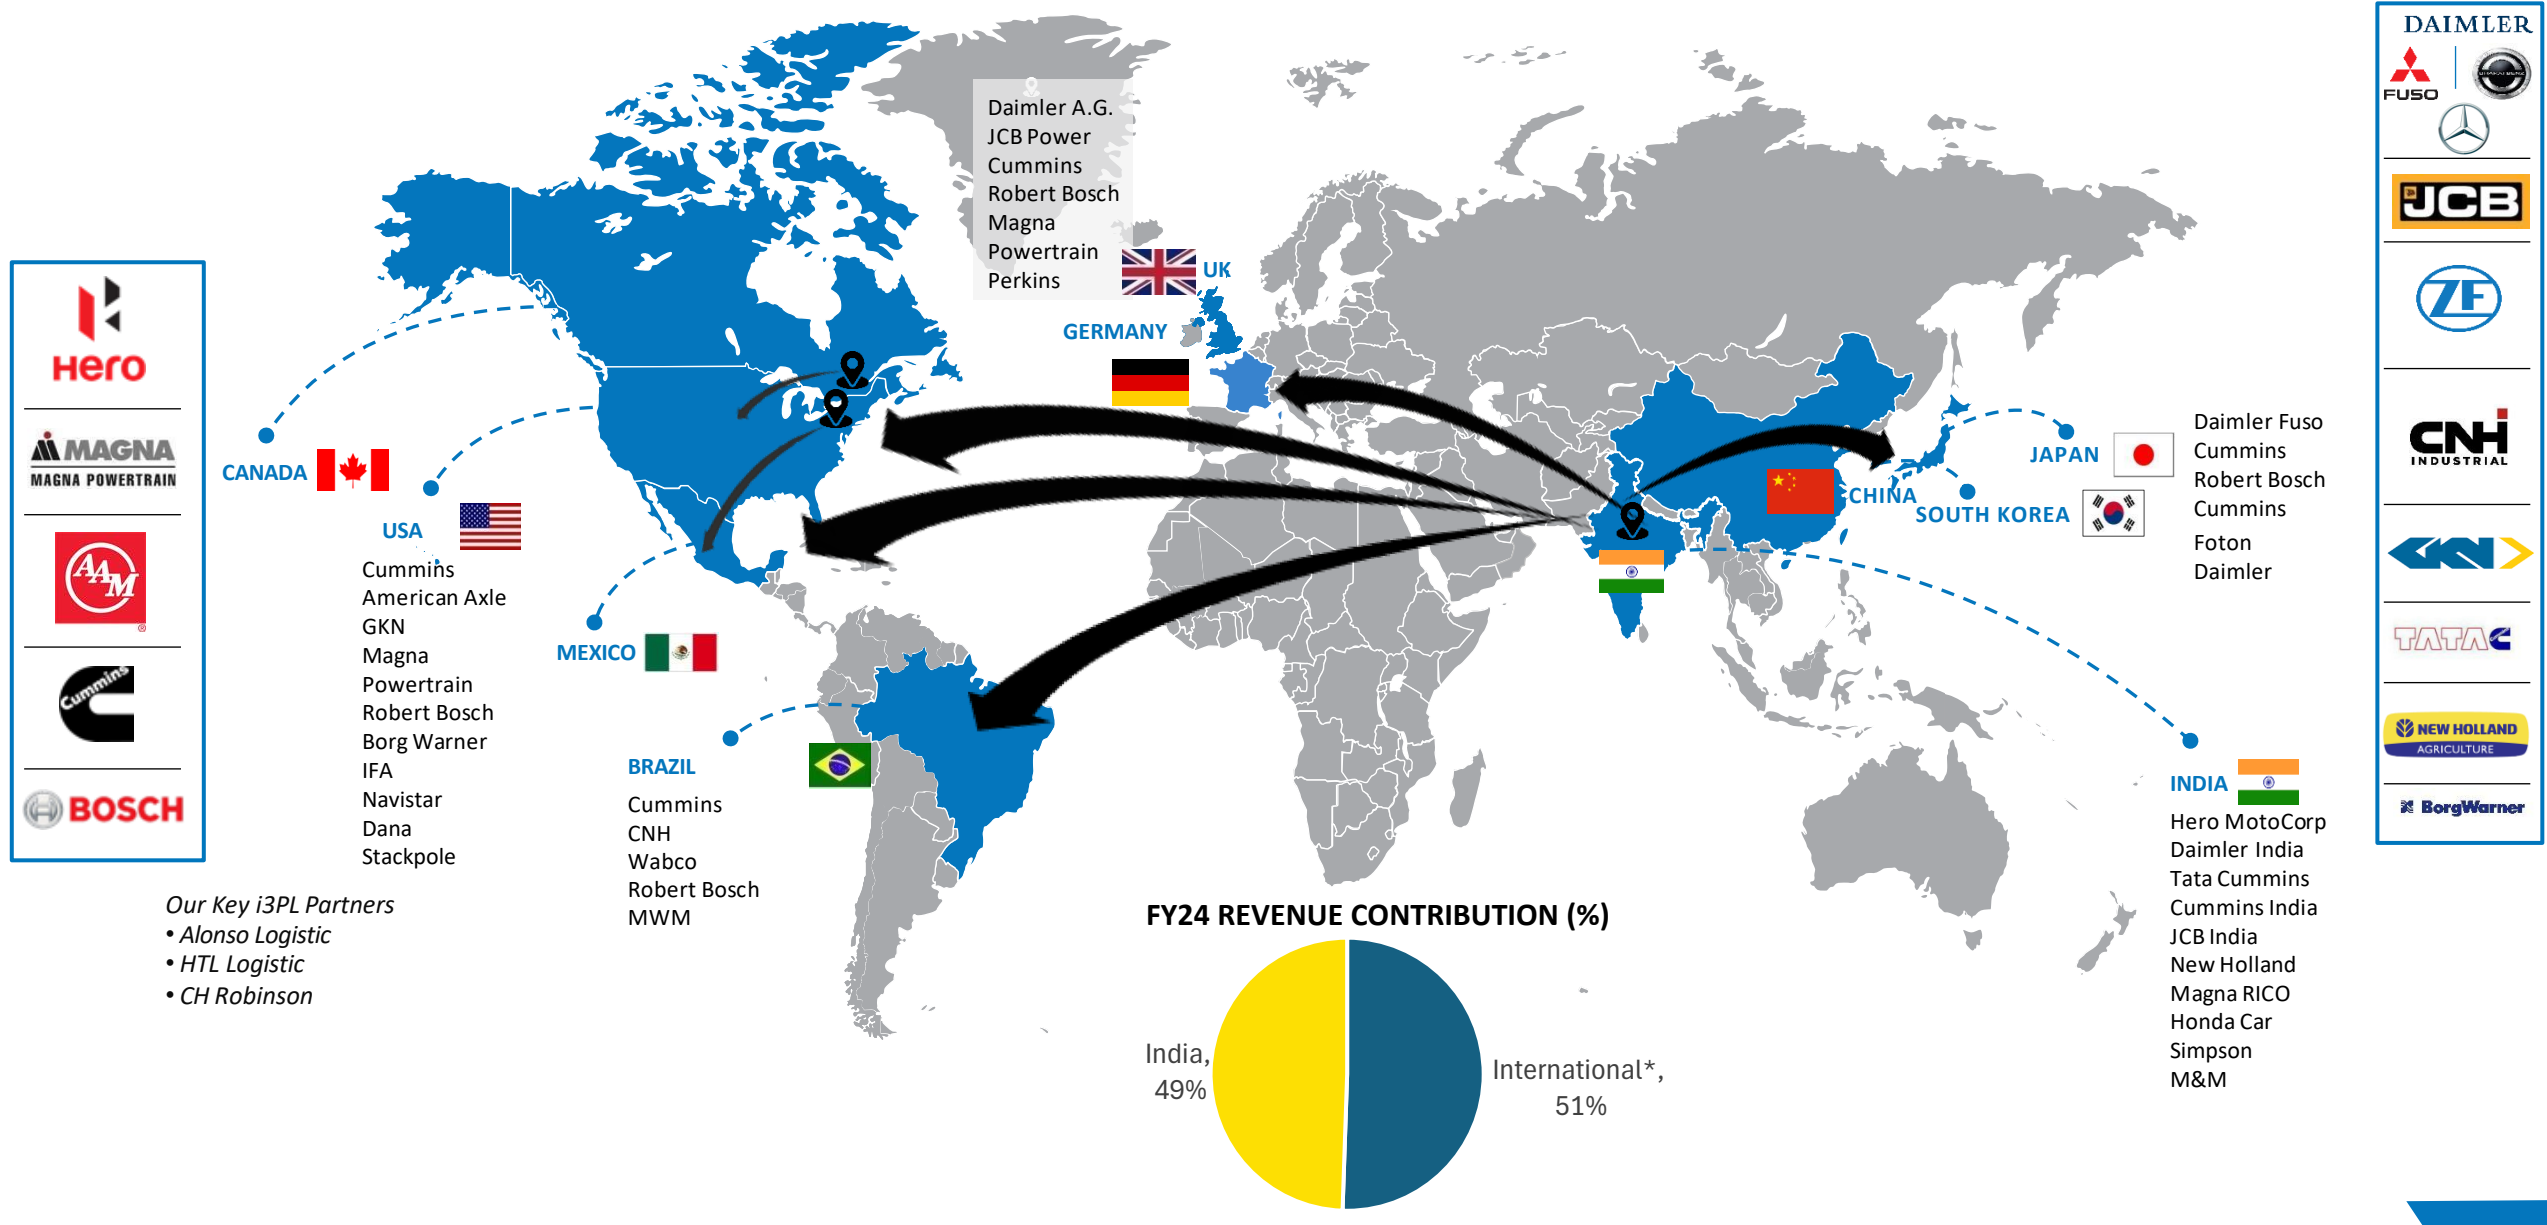 Hero
MAGNA
MAGNA POWERTRAIN
AAM
Cummins
BOSCH
CANADA
USA
Cummins
American Axle
GKN
Magna
Powertrain
Robert Bosch
Borg Warner
IFA
Navistar
Dana
Stackpole
MEXICO
BRAZIL
Cummins
CNH
Wabco
Robert Bosch
MWM
Our Key i3PL Partners
• Alonso Logistic
• HTL Logistic
• CH Robinson
Daimler A.G.
JCB Power
Cummins
Robert Bosch
Magna
Powertrain
Perkins
UK
GERMANY
CHINA
JAPAN
SOUTH KOREA
Daimler Fuso
Cummins
Robert Bosch
Cummins
Foton
Daimler
INDIA
Hero MotoCorp
Daimler India
Tata Cummins
Cummins India
JCB India
New Holland
Magna RICO
Honda Car
Simpson
M&M
FY24 REVENUE CONTRIBUTION (%)
India,
49%
International*,
51%
DAIMLER
FUSO
BHARATBENZ
JCB
ZF
CNH
INDUSTRIAL
GKN
TATA
NEW HOLLAND
AGRICULTURE
BorgWarner